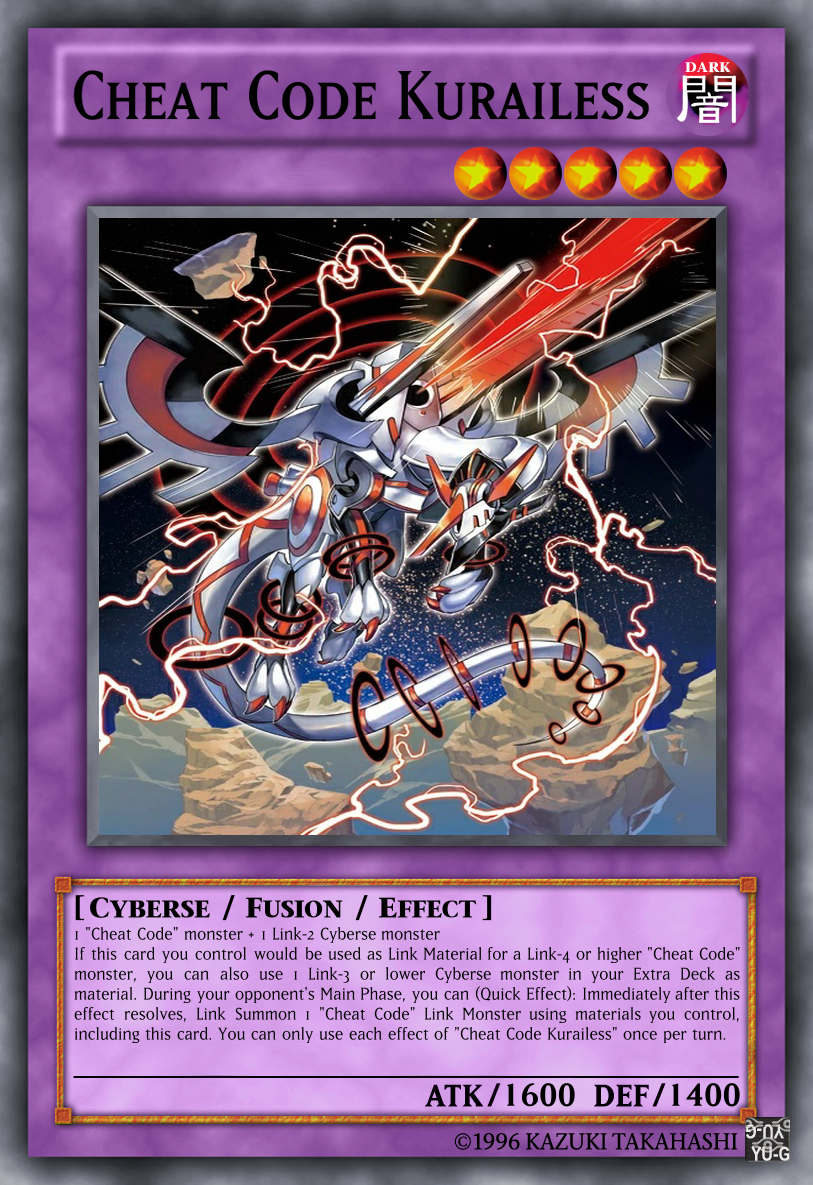 Cheat Code Kurailess
DARK
闇
[ Cyberse / Fusion / Effect ]
1 "Cheat Code" monster + 1 Link-2 Cyberse monster
If this card you control would be used as Link Material for a Link-4 or higher "Cheat Code"
monster, you can also use 1 Link-3 or lower Cyberse monster in your Extra Deck as
material. During your opponent's Main Phase, you can (Quick Effect): Immediately after this
effect resolves, Link Summon 1 "Cheat Code" Link Monster using materials you control,
including this card. You can only use each effect of "Cheat Code Kurailess" once per turn.
ATK/1600 DEF/1400
©1996 KAZUKI TAKAHASHI
YU-G
YU-G